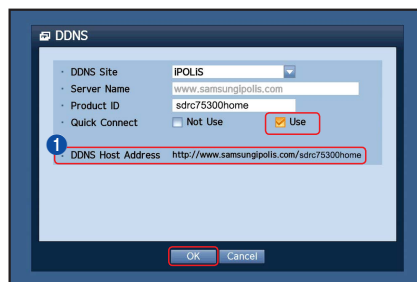 DDNS
· DDNS Site iPOLiS
· Server Name www.samsungipolis.com
· Product ID sdrc75300home
· Quick Connect Not Use Use
1
· DDNS Host Address http://www.samsungipolis.com/sdrc75300home
OK Cancel